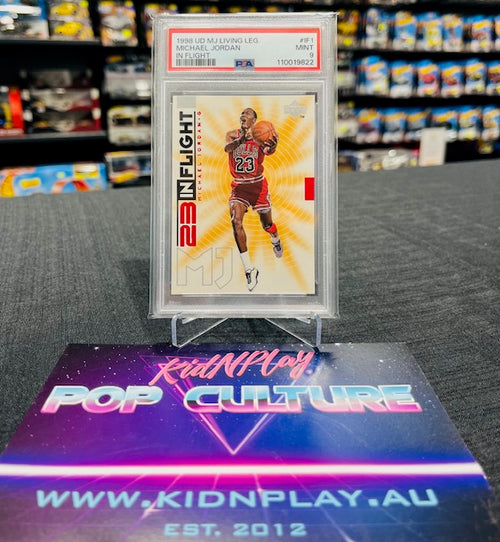 1998 UD MJ LIVING LEG. #IF1
MICHAEL JORDAN MINT
IN FLIGHT PSA 9
110019822
23 IN FLIGHT
MICHAEL JORDAN-G
BULLS
23
MJ
KidNPlay
POP CULTURE
WWW.KIDNPLAY.AU
EST. 2012